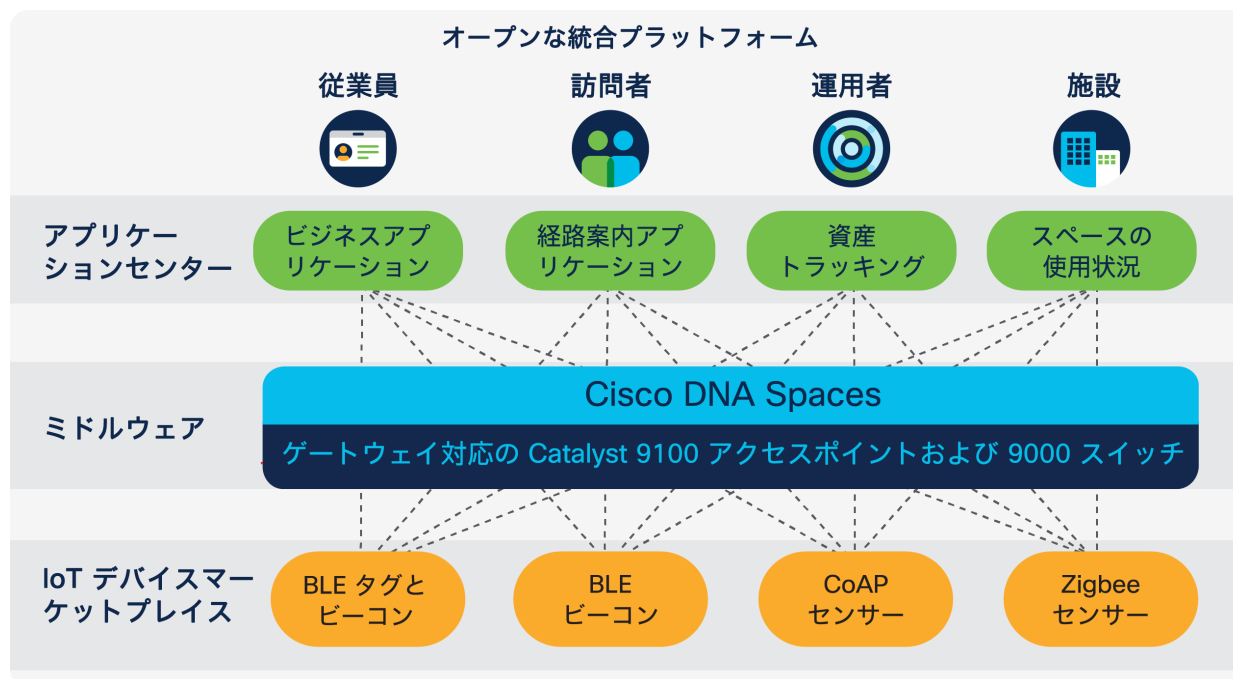 オープンな統合プラットフォーム
従業員
訪問者
運用者
施設
アプリケー
ションセンター
ビジネスアプ
リケーション
経路案内アプ
リケーション
資産
トラッキング
スペースの
使用状況
ミドルウェア
Cisco DNA Spaces
ゲートウェイ対応の Catalyst 9100 アクセスポイントおよび 9000 スイッチ
IoT デバイスマー
ケットプレイス
BLE タグと
ビーコン
BLE
ビーコン
CoAP
センサー
Zigbee
センサー